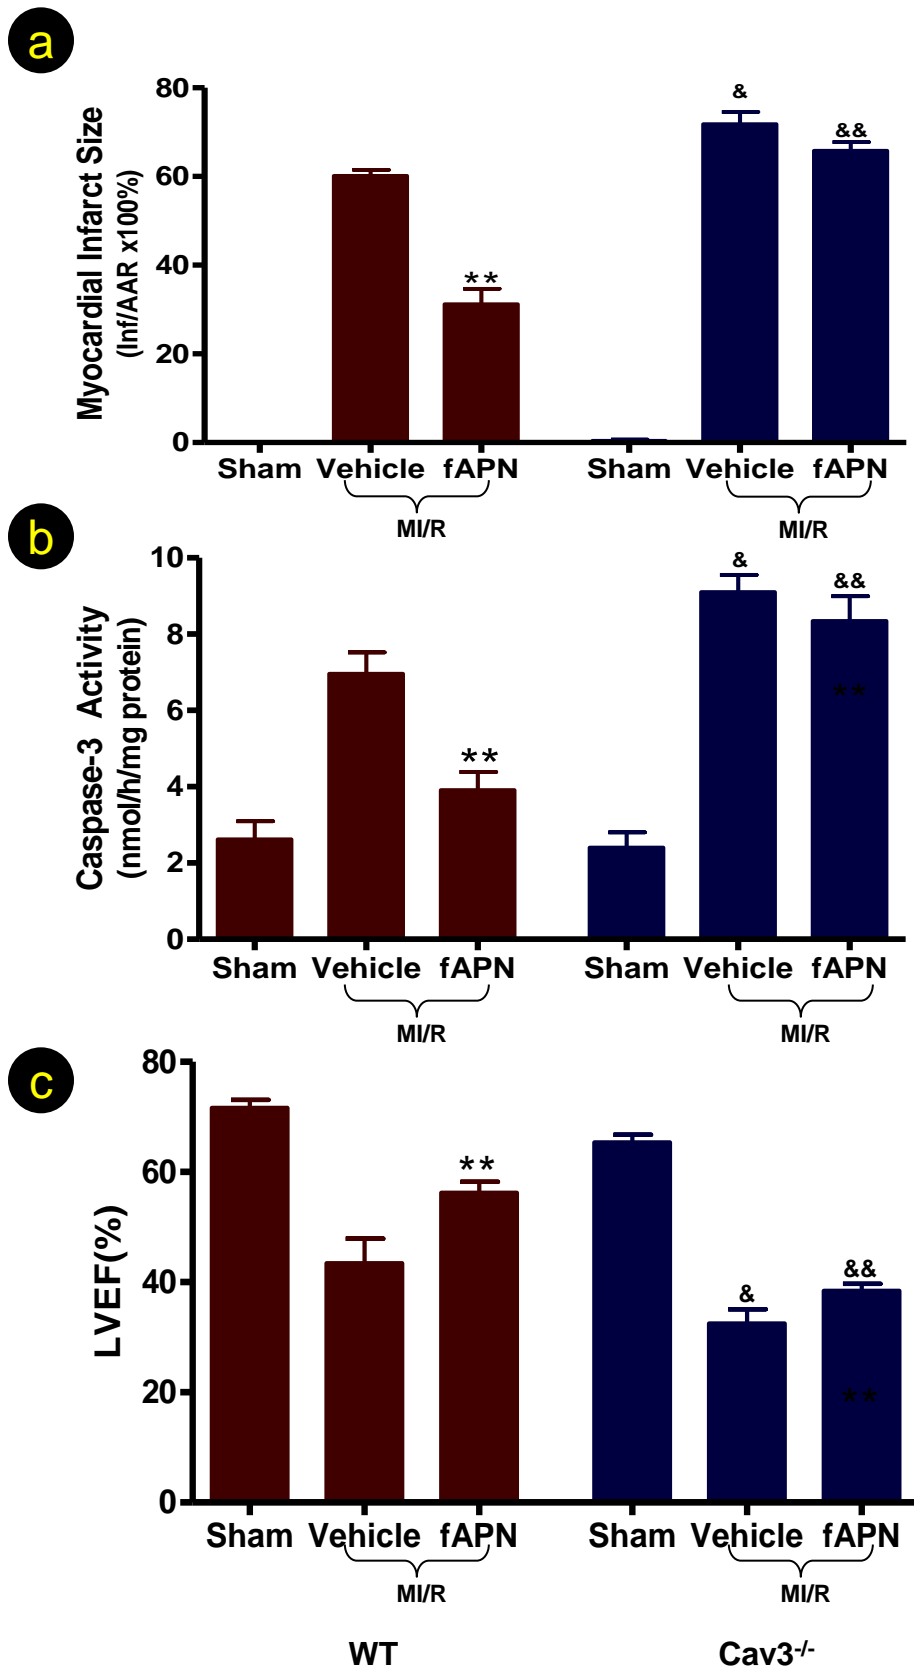 a
Myocardial Infarct Size
(Inf/AAR x100%)
80
60
40
20
0
**
&
&&
Sham Vehicle fAPN Sham Vehicle fAPN
MI/R MI/R
b
Caspase-3 Activity
(nmol/h/mg protein)
10
8
6
4
2
0
**
&
&&
**
Sham Vehicle fAPN Sham Vehicle fAPN
MI/R MI/R
c
LVEF(%)
80
60
40
20
0
**
&
&&
**
Sham Vehicle fAPN Sham Vehicle fAPN
MI/R MI/R
WT Cav3-/-